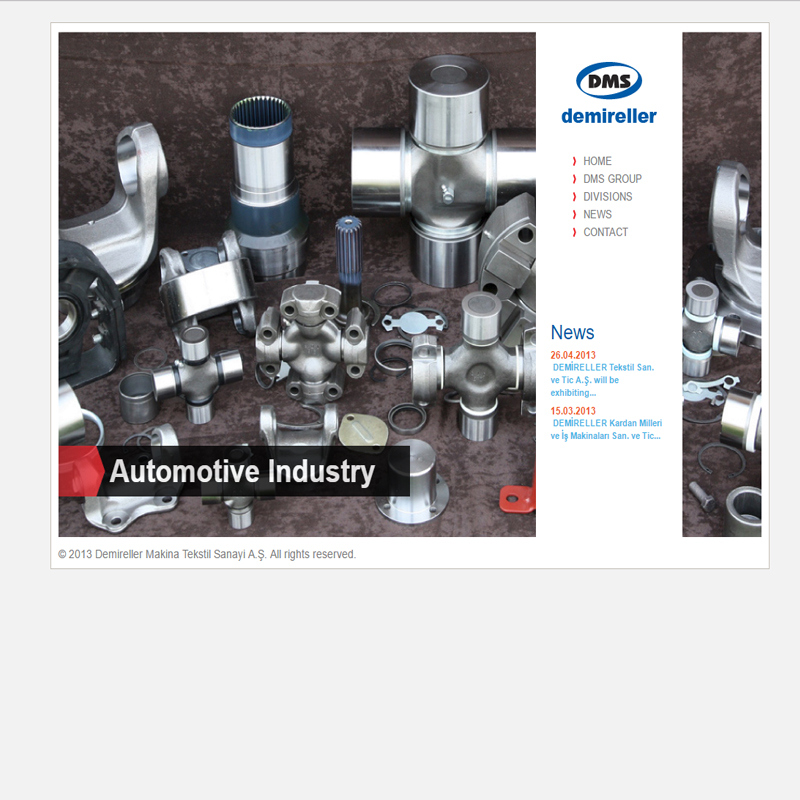 DMS
demireller
HOME
DMS GROUP
DIVISIONS
NEWS
CONTACT
News
26.04.2013
DEMİRELLER Tekstil San.
ve Tic A.Ş. will be
exhibiting...
15.03.2013
DEMİRELLER Kardan Milleri
ve İş Makinaları San. ve Tic...
Automotive Industry
© 2013 Demireller Makina Tekstil Sanayi A.Ş. All rights reserved.